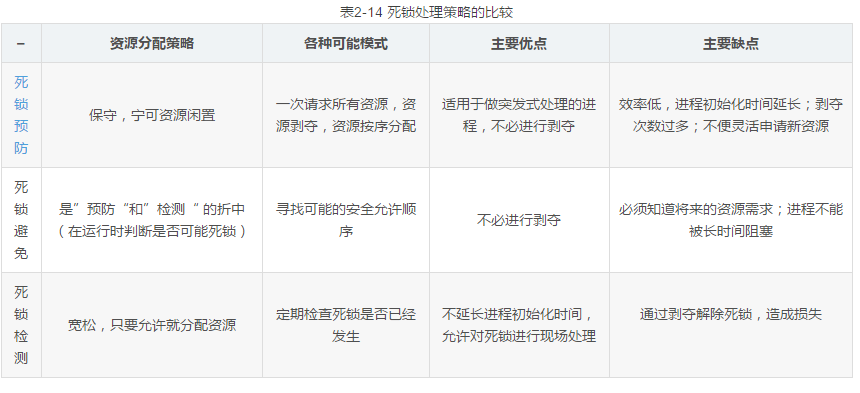 表2-14 死锁处理策略的比较
– 资源分配策略 各种可能模式 主要优点 主要缺点
死
锁
预
防
保守，宁可资源闲置
一次请求所有资源，资
源剥夺，资源按序分配
适用于做突发式处理的进
程，不必进行剥夺
效率低，进程初始化时间延长；剥夺
次数过多；不便灵活申请新资源
死
锁
避
免
是”预防“和”检测“的折中
（在运行时判断是否可能死锁）
寻找可能的安全允许顺
序
不必进行剥夺
必须知道将来的资源需求；进程不能
被长时间阻塞
死
锁
检
测
宽松，只要允许就分配资源
定期检查死锁是否已经
发生
不延长进程初始化时间，
允许对死锁进行现场处理
通过剥夺解除死锁，造成损失